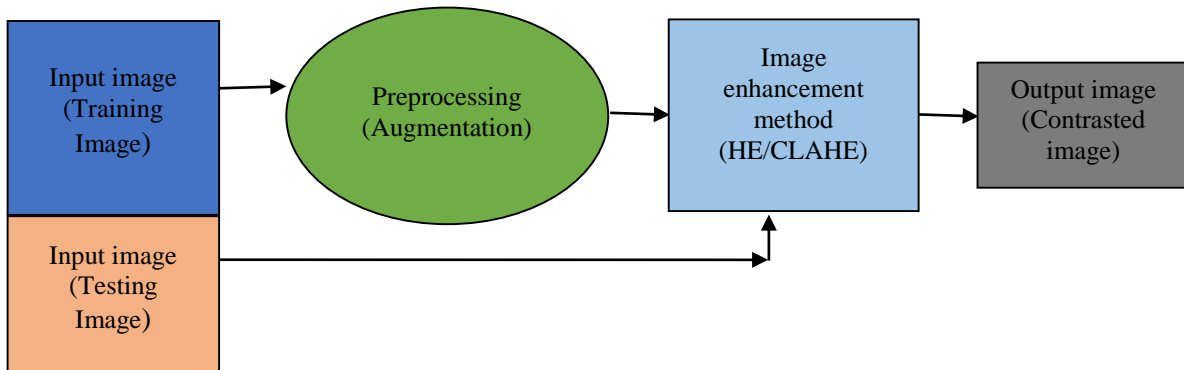 Input image
(Training
Image)
Preprocessing
(Augmentation)
Image
enhancement
method
(HE/CLAHE)
Output image
(Contrasted
image)
Input image
(Testing
Image)